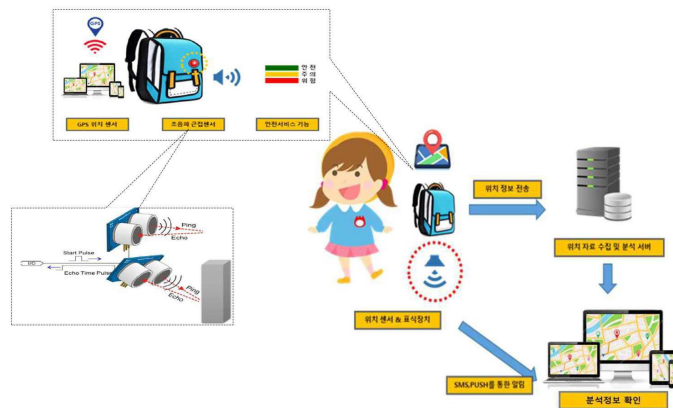 GPS
안 전
주 의
위 험
GPS 위치 센서
초음파 근접센서
안전서비스 기능
위치 정보 전송
Ping
Echo
Start Pulse
I/O
Echo Time Pulse
Ping
Echo
위치 자료 수집 및 분석 서버
위치 센서 & 표식장치
SMS,PUSH를 통한 알림
분석정보 확인